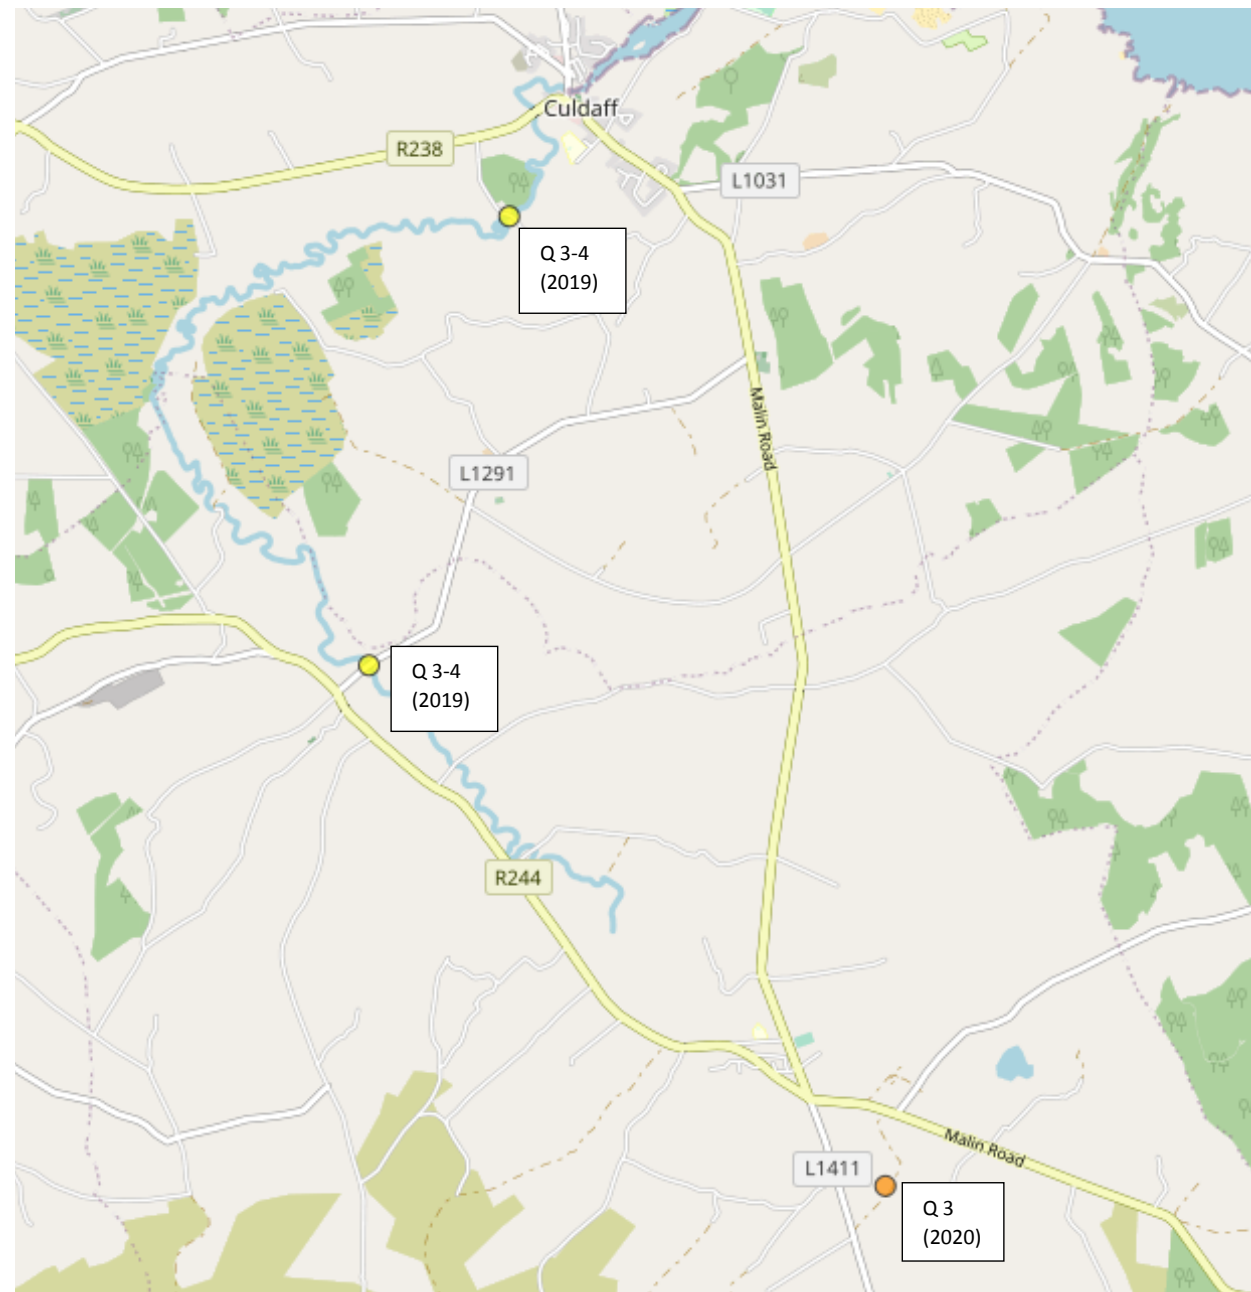 Culdaff
R238
L1031
Q 3-4
(2019)
Malin Road
L1291
Q 3-4
(2019)
R244
Malin Road
L1411
Q 3
(2020)